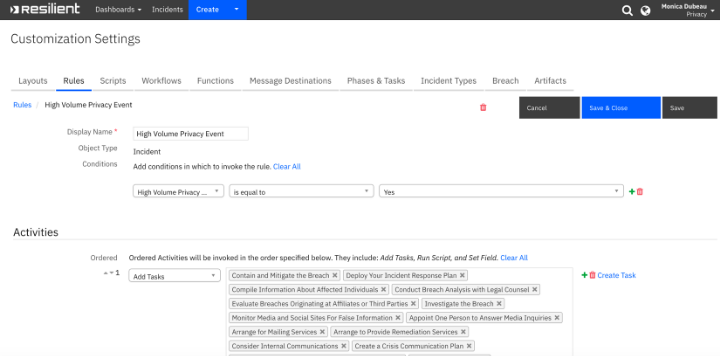 Resilient Dashboards Incidents Create Monica Dubeau
Privacy
Customization Settings
Layouts Rules Scripts Workflows Functions Message Destinations Phases & Tasks Incident Types Breach Artifacts
Rules / High Volume Privacy Event Cancel Save & Close Save
Display Name * High Volume Privacy Event
Object Type Incident
Conditions Add conditions in which to invoke the rule. Clear All
High Volume Privacy ... is equal to Yes
Activities
Ordered Ordered Activities will be invoked in the order specified below. They include: Add Tasks, Run Script, and Set Field. Clear All
1 Add Tasks Contain and Mitigate the Breach × Deploy Your Incident Response Plan × Create Task
Compile Information About Affected Individuals × Conduct Breach Analysis with Legal Counsel ×
Evaluate Breaches Originating at Affiliates or Third Parties × Investigate the Breach ×
Monitor Media and Social Sites For False Information × Appoint One Person to Answer Media Inquiries ×
Arrange for Mailing Services × Arrange to Provide Remediation Services ×
Consider Internal Communications × Create a Crisis Communication Plan ×